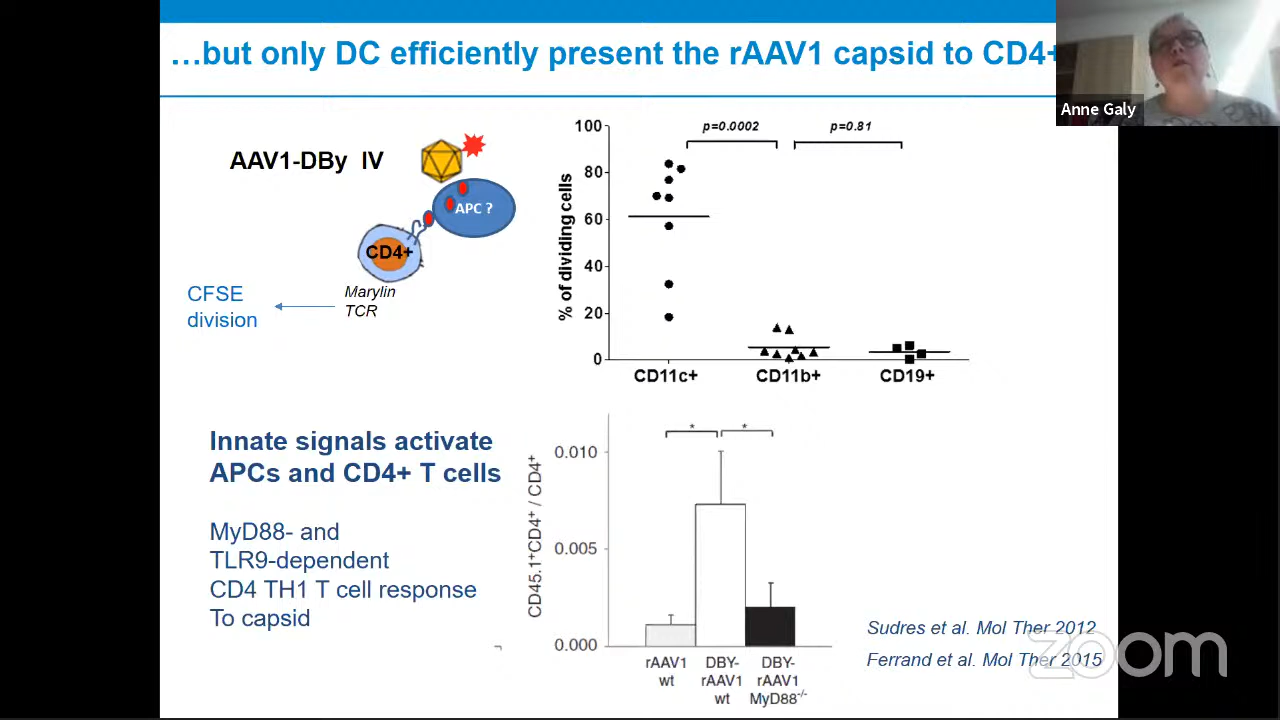 …but only DC efficiently present the rAAV1 capsid to CD4+
Anne Galy
AAV1-DBy IV
APC ?
CD4+
Marylin
TCR
CFSE
division
% of dividing cells
100
80
60
40
20
0
p=0.0002
p=0.81
CD11c+
CD11b+
CD19+
Innate signals activate
APCs and CD4+ T cells
MyD88- and
TLR9-dependent
CD4 TH1 T cell response
To capsid
CD45.1+CD4+ / CD4+
0.010
0.005
0.000
*
*
rAAV1
wt
DBY-
rAAV1
wt
DBY-
rAAV1
MyD88-/-
Sudres et al. Mol Ther 2012
Ferrand et al. Mol Ther 2015
zoom